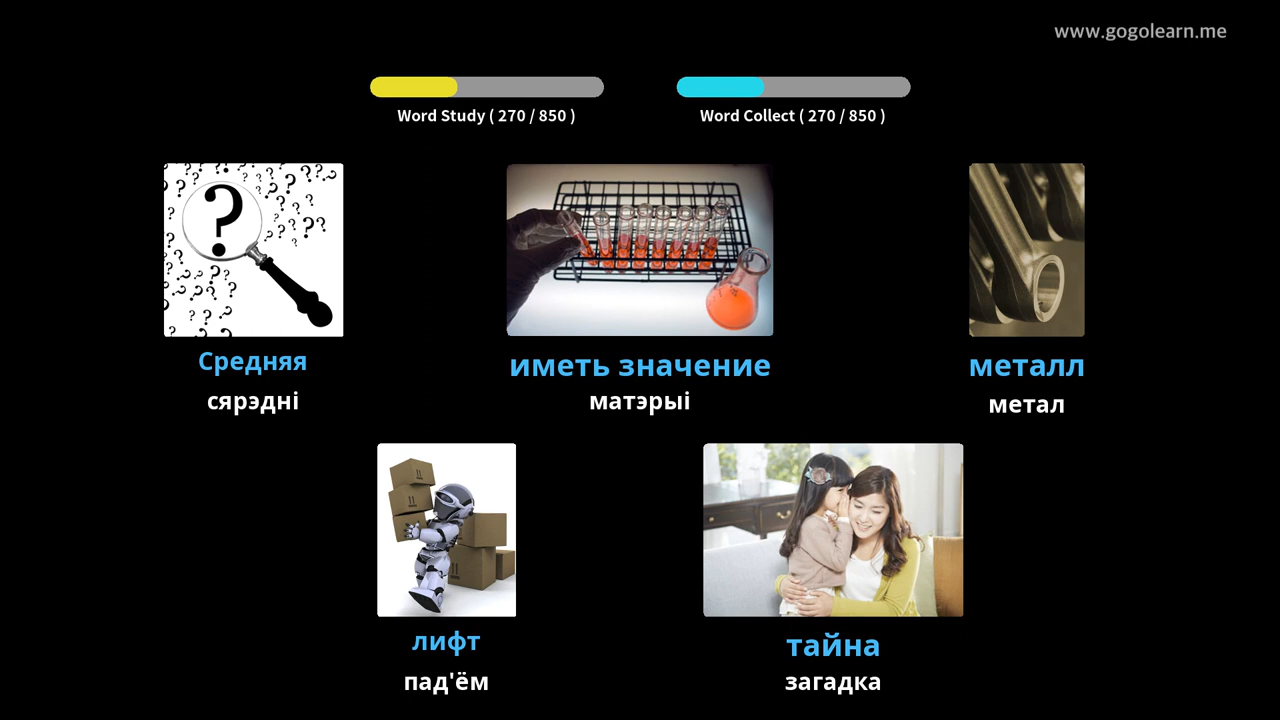 www.gogolearn.me
Word Study ( 270 / 850 )
Word Collect ( 270 / 850 )
Средняя
сярэдні
иметь значение
матэрыі
металл
метал
лифт
пад'ём
тайна
загадка